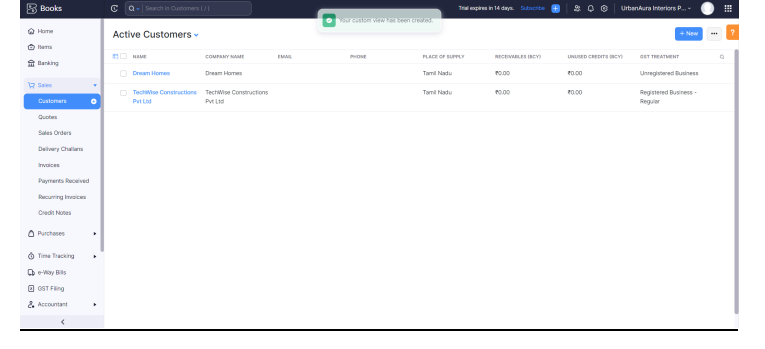 Books
Search in Customers ( / )
Your custom view has been created.
Trial expires in 14 days. Subscribe
UrbanAura Interiors P...
Home
Items
Banking
Sales
Customers
Quotes
Sales Orders
Delivery Challans
Invoices
Payments Received
Recurring Invoices
Credit Notes
Purchases
Time Tracking
e-Way Bills
GST Filing
Accountant
Active Customers
+ New
?
NAME COMPANY NAME EMAIL PHONE PLACE OF SUPPLY RECEIVABLES (BCY) UNUSED CREDITS (BCY) GST TREATMENT
Dream Homes Dream Homes Tamil Nadu ₹0.00 ₹0.00 Unregistered Business
TechWise Constructions TechWise Constructions Tamil Nadu ₹0.00 ₹0.00 Registered Business -
Pvt Ltd Pvt Ltd Regular